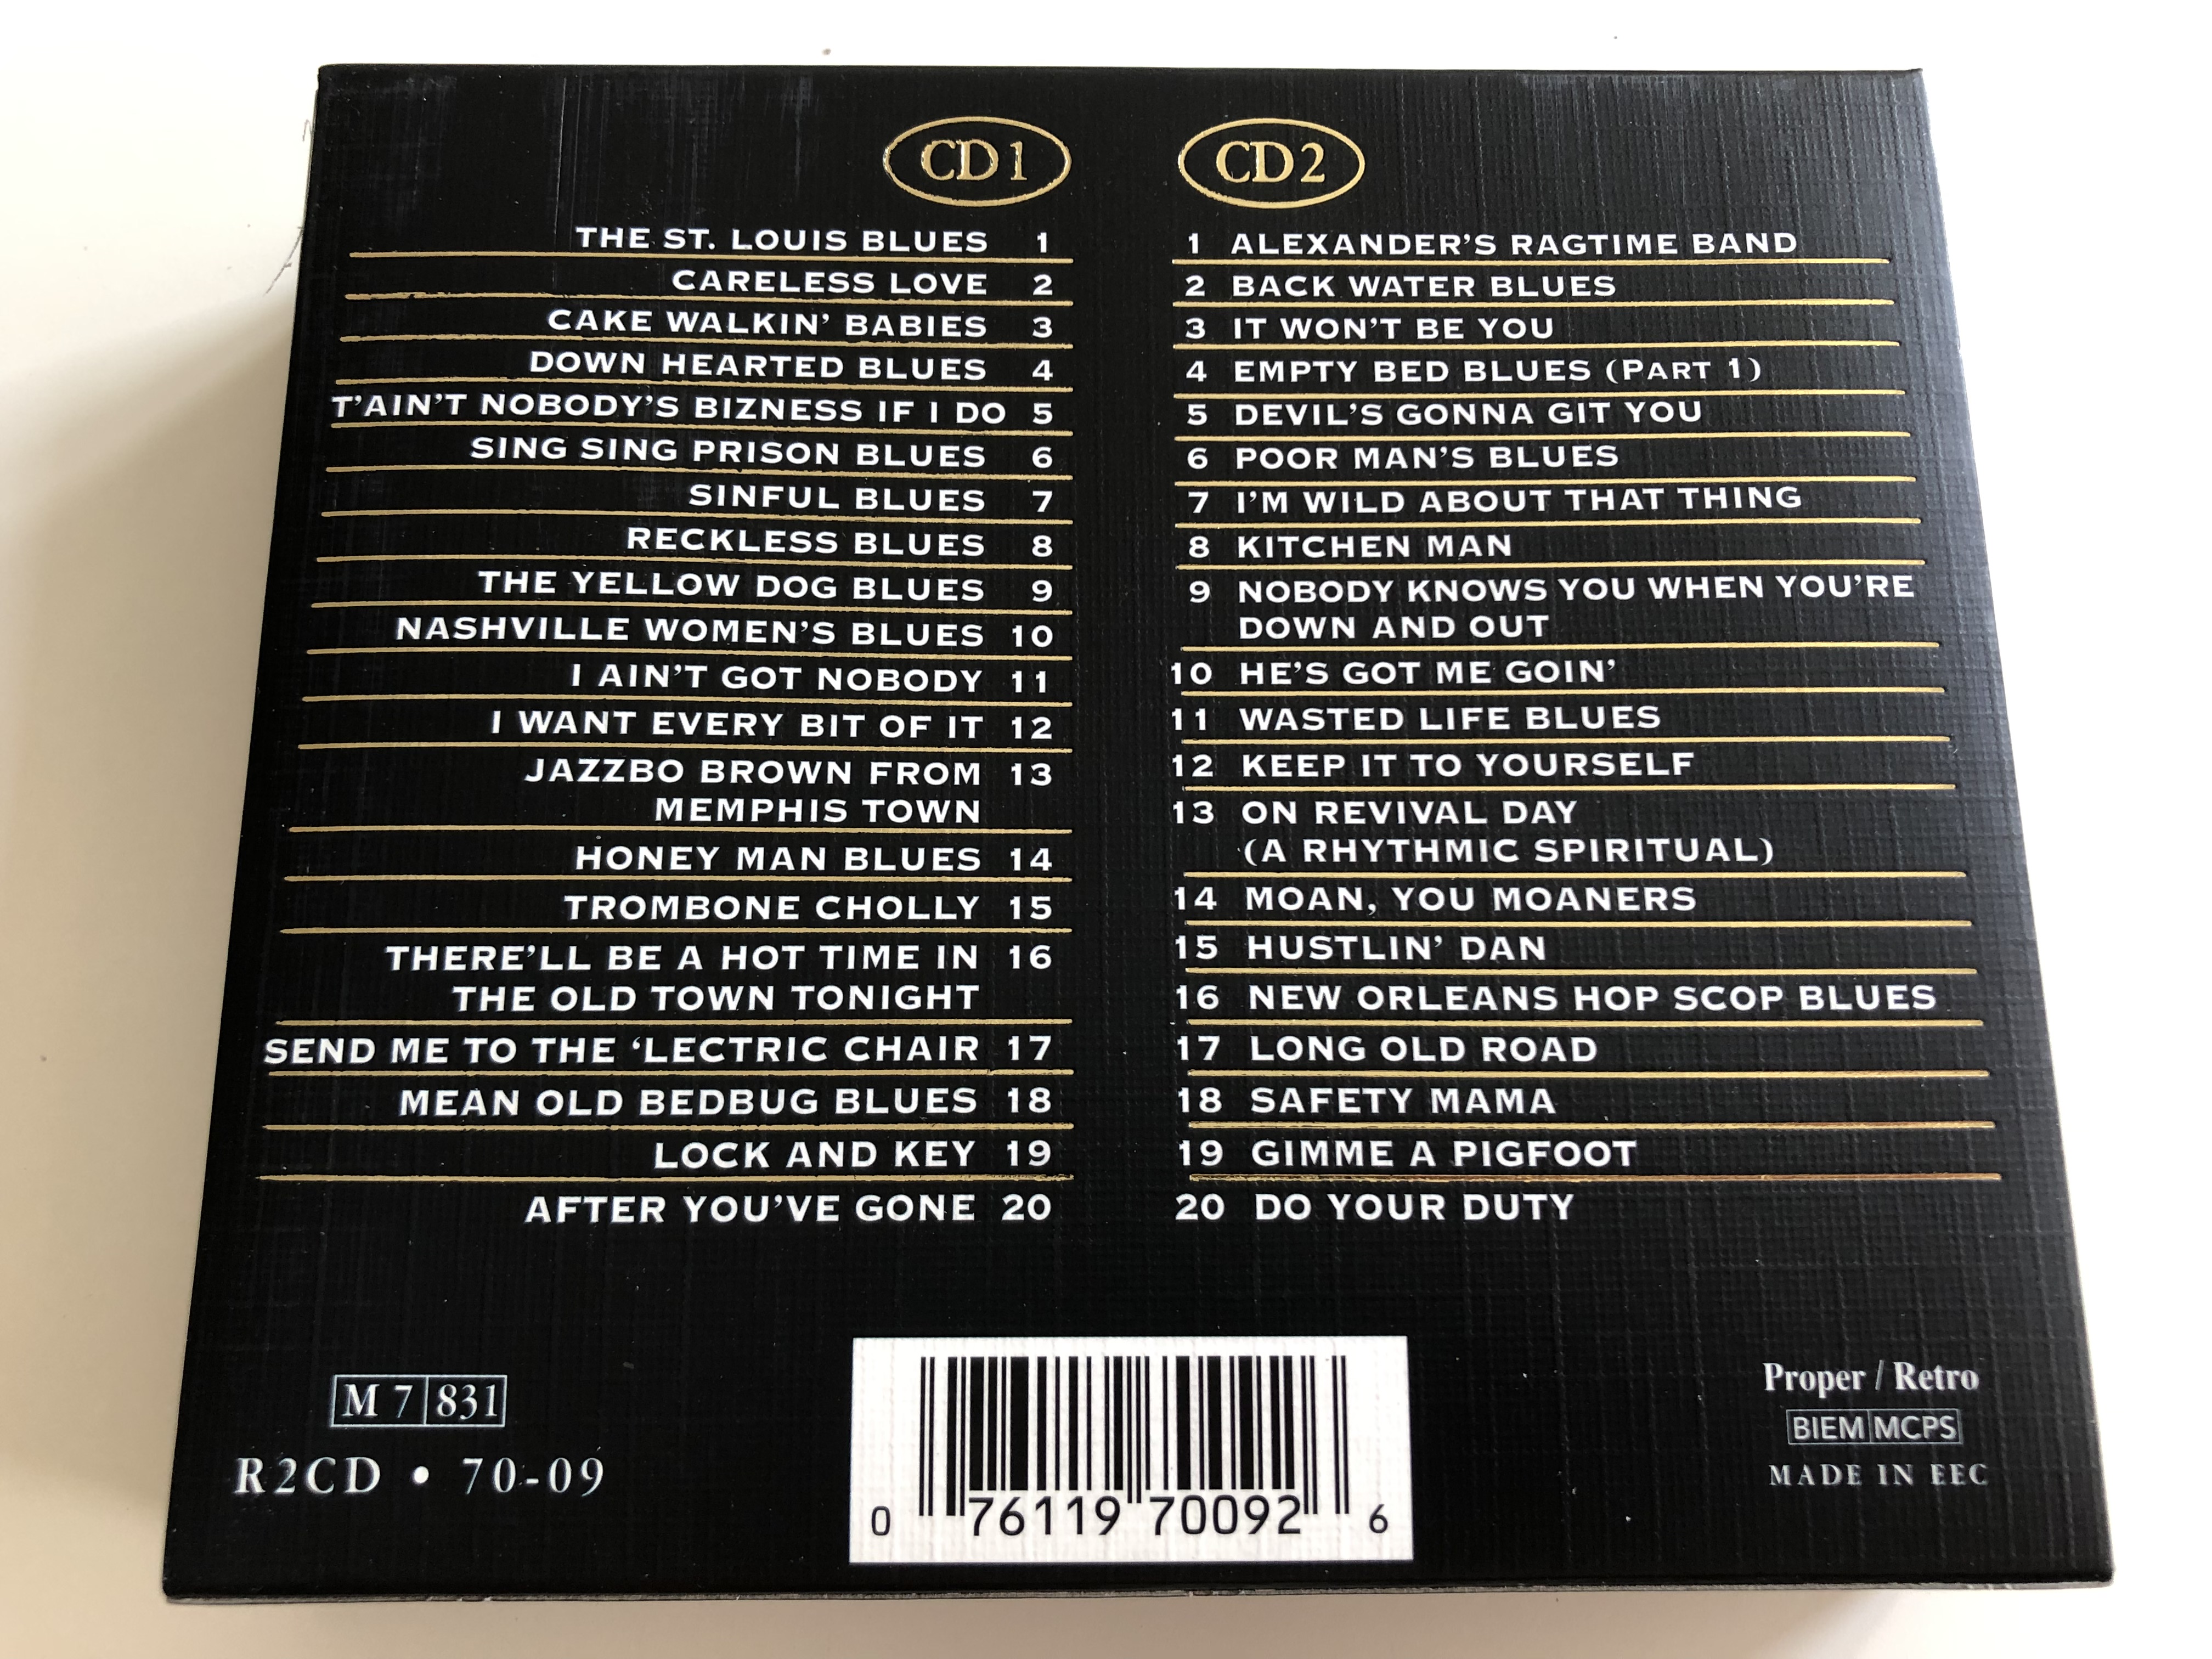 CD 1
THE ST. LOUIS BLUES 1
CARELESS LOVE 2
CAKE WALKIN' BABIES 3
DOWN HEARTED BLUES 4
T'AIN'T NOBODY'S BIZNESS IF I DO 5
SING SING PRISON BLUES 6
SINFUL BLUES 7
RECKLESS BLUES 8
THE YELLOW DOG BLUES 9
NASHVILLE WOMEN'S BLUES 10
I AIN'T GOT NOBODY 11
I WANT EVERY BIT OF IT 12
JAZZBO BROWN FROM 13
MEMPHIS TOWN
HONEY MAN BLUES 14
TROMBONE CHOLLY 15
THERE'LL BE A HOT TIME IN 16
THE OLD TOWN TONIGHT
SEND ME TO THE 'LECTRIC CHAIR 17
MEAN OLD BEDBUG BLUES 18
LOCK AND KEY 19
AFTER YOU'VE GONE 20
CD 2
1 ALEXANDER'S RAGTIME BAND
2 BACK WATER BLUES
3 IT WON'T BE YOU
4 EMPTY BED BLUES (PART 1)
5 DEVIL'S GONNA GIT YOU
6 POOR MAN'S BLUES
7 I'M WILD ABOUT THAT THING
8 KITCHEN MAN
9 NOBODY KNOWS YOU WHEN YOU'RE
DOWN AND OUT
10 HE'S GOT ME GOIN'
11 WASTED LIFE BLUES
12 KEEP IT TO YOURSELF
13 ON REVIVAL DAY
(A RHYTHMIC SPIRITUAL)
14 MOAN, YOU MOANERS
15 HUSTLIN' DAN
16 NEW ORLEANS HOP SCOP BLUES
17 LONG OLD ROAD
18 SAFETY MAMA
19 GIMME A PIGFOOT
20 DO YOUR DUTY
M 7 831
R2CD • 70-09
0 76119 70092 6
Proper / Retro
BIEM MCPS
MADE IN EEC